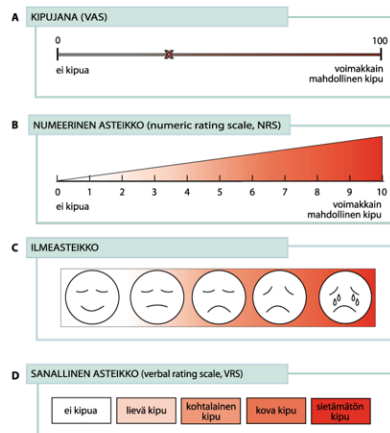 A KIPUJANA (VAS)
0 100
ei kipua voimakkain
mahdollinen kipu
B NUMEERINEN ASTEIKKO (numeric rating scale, NRS)
0 1 2 3 4 5 6 7 8 9 10
ei kipua voimakkain
mahdollinen kipu
C ILMEASTEIKKO
D SANALLINEN ASTEIKKO (verbal rating scale, VRS)
ei kipua lievä kipu kohtalainen kova kipu sietämätön
kipu kipu